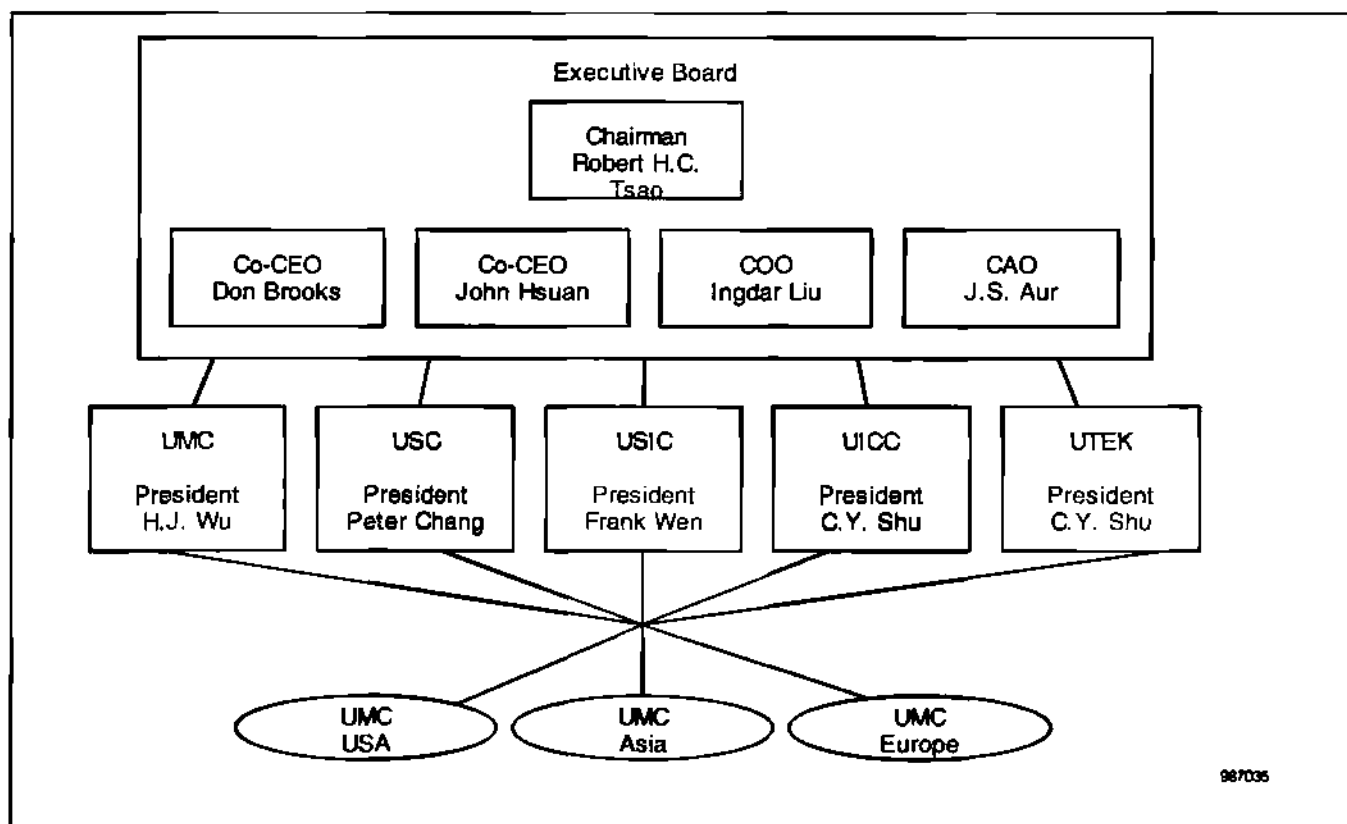 Executive Board
Chairman
Robert H.C.
Tsao
Co-CEO
Don Brooks
Co-CEO
John Hsuan
COO
Ingdar Liu
CAO
J.S. Aur
UMC
President
H.J. Wu
USC
President
Peter Chang
USIC
President
Frank Wen
UICC
President
C.Y. Shu
UTEK
President
C.Y. Shu
UMC
USA
UMC
Asia
UMC
Europe
987035